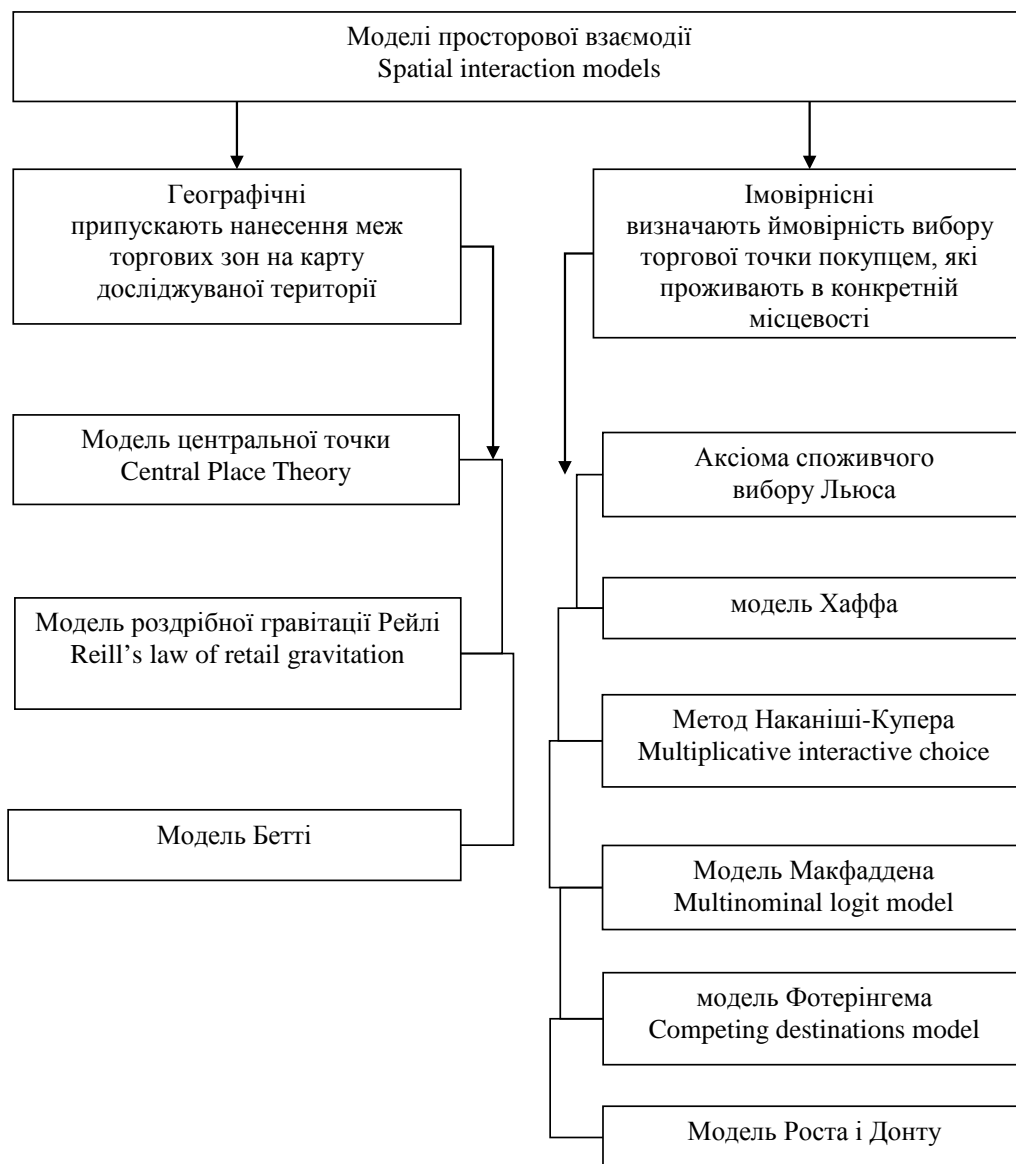 Моделі просторової взаємодії
Spatial interaction models
Географічні
припускають нанесення меж
торгових зон на карту
досліджуваної території
Імовірнісні
визначають ймовірність вибору
торгової точки покупцем, які
проживають в конкретній
місцевості
Модель центральної точки
Central Place Theory
Модель роздрібної гравітації Рейлі
Reill’s law of retail gravitation
Модель Бетті
Аксіома споживчого
вибору Льюса
модель Хаффа
Метод Наканіші-Купера
Multiplicative interactive choice
Модель Макфаддена
Multinominal logit model
модель Фотерінгема
Competing destinations model
Модель Роста і Донту